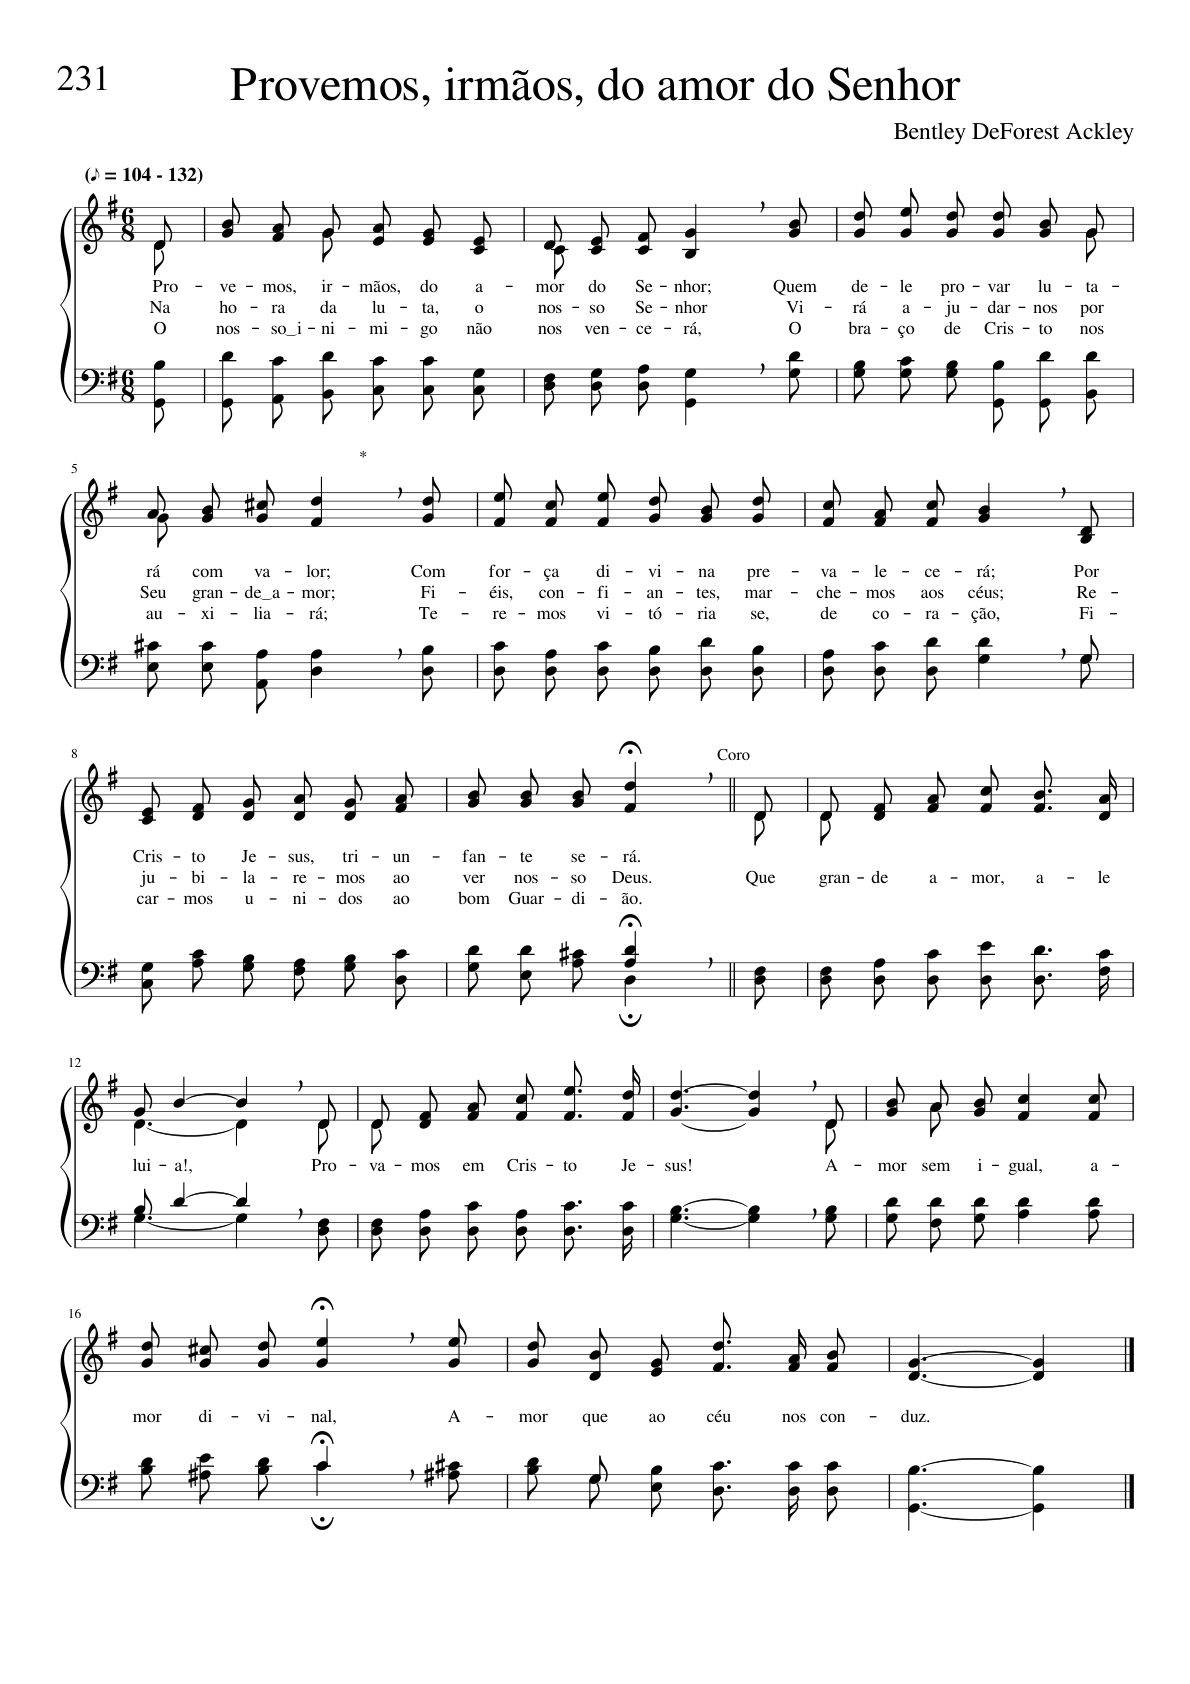 231
Provemos, irmãos, do amor do Senhor
Bentley DeForest Ackley
(♪ = 104 - 132)
6 8
Pro - ve - mos, ir - mãos, do a - mor do Se - nhor; Quem de - le pro - var lu - ta -
Na ho - ra da lu - ta, o nos - so Se - nhor Vi - rá a - ju - dar - nos por
O nos - so_i - ni - mi - go não nos ven - ce - rá, O bra - ço de Cris - to nos
6 8
5
*
rá com va - lor; Com for - ça di - vi - na pre - va - le - ce - rá; Por
Seu gran - de_a - mor; Fi - éis, con - fi - an - tes, mar - che - mos aos céus; Re -
au - xi - lia - rá; Te - re - mos vi - tó - ria se, de co - ra - ção, Fi -
8
Coro
Cris - to Je - sus, tri - un - fan - te se - rá.
ju - bi - la - re - mos ao ver nos - so Deus. Que gran - de a - mor, a - le
car - mos u - ni - dos ao bom Guar - di - ão.
12
lui - a!, Pro - va - mos em Cris - to Je - sus! A - mor sem i - gual, a -
16
mor di - vi - nal, A - mor que ao céu nos con - duz.